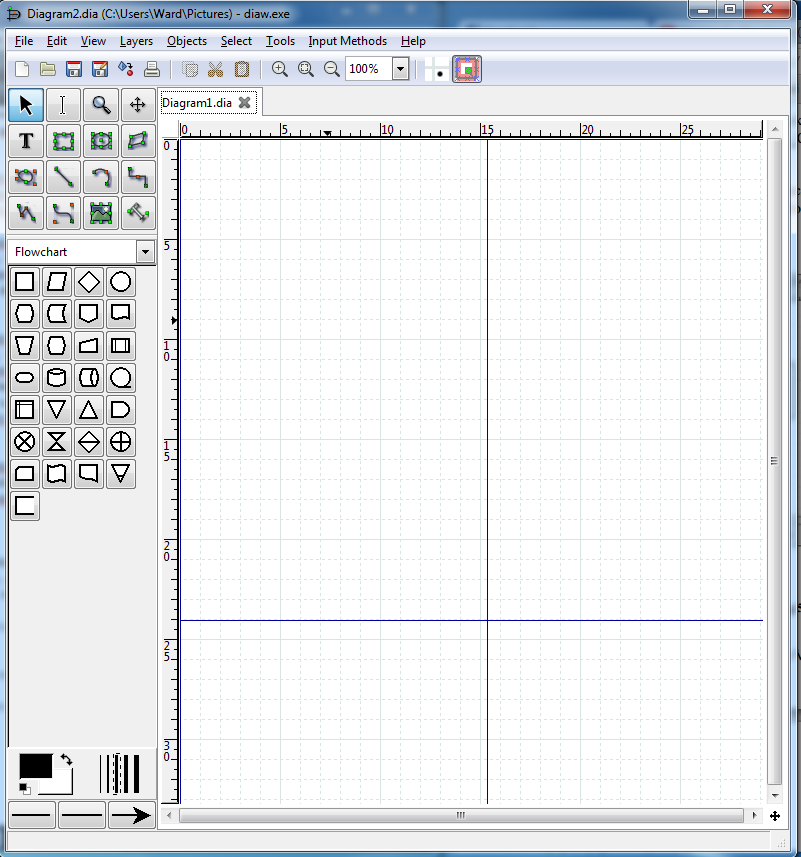 Diagram2.dia (C:\Users\Ward\Pictures) - diaw.exe
File Edit View Layers Objects Select Tools Input Methods Help
100%
Diagram1.dia
T
0 5 10 15 20 25
0
5
10
15
20
25
30
Flowchart